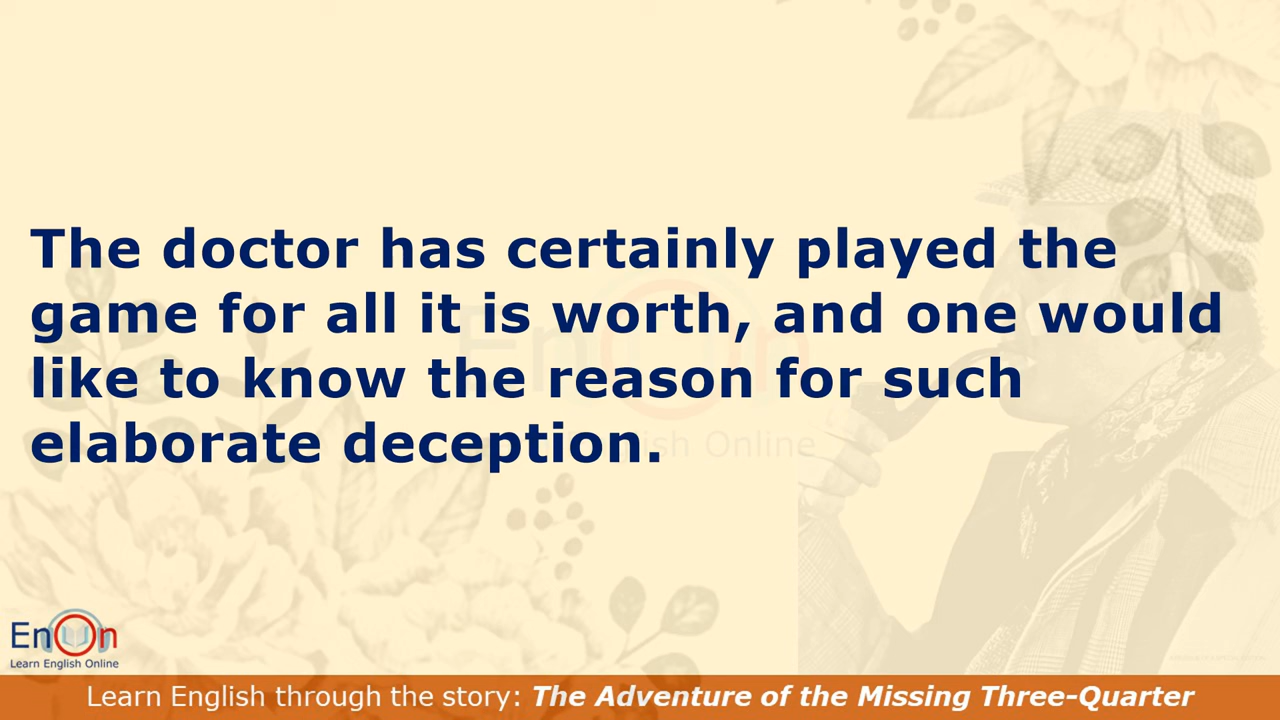 The doctor has certainly played the
game for all it is worth, and one would
like to know the reason for such
elaborate deception.
EnOn
Learn English Online
Learn English through the story: The Adventure of the Missing Three-Quarter